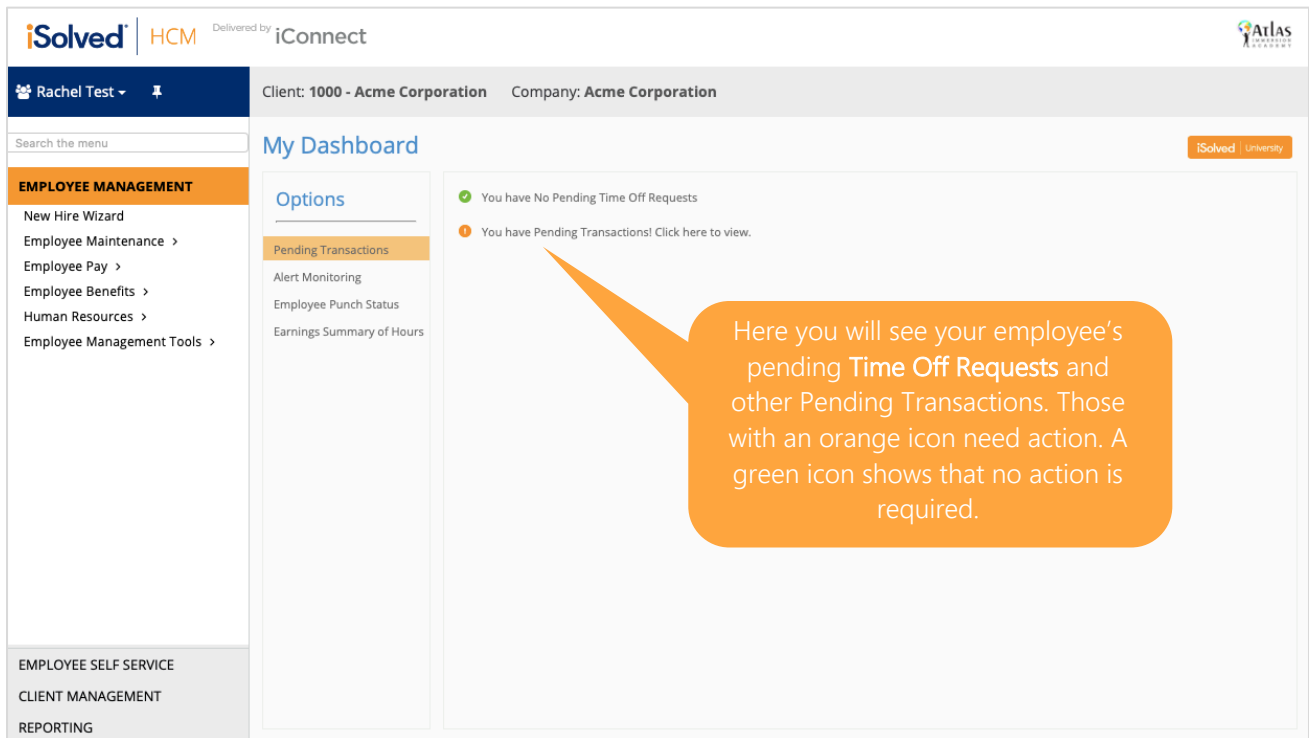 iSolved HCM Delivered by iConnect
Atlas
IMMERSION
ACADEMY
Rachel Test
Client: 1000 - Acme Corporation Company: Acme Corporation
Search the menu
My Dashboard
iSolved | University
EMPLOYEE MANAGEMENT
New Hire Wizard
Employee Maintenance >
Employee Pay >
Employee Benefits >
Human Resources >
Employee Management Tools >
Options
Pending Transactions
Alert Monitoring
Employee Punch Status
Earnings Summary of Hours
You have No Pending Time Off Requests
You have Pending Transactions! Click here to view.
Here you will see your employee’s
pending Time Off Requests and
other Pending Transactions. Those
with an orange icon need action. A
green icon shows that no action is
required.
EMPLOYEE SELF SERVICE
CLIENT MANAGEMENT
REPORTING